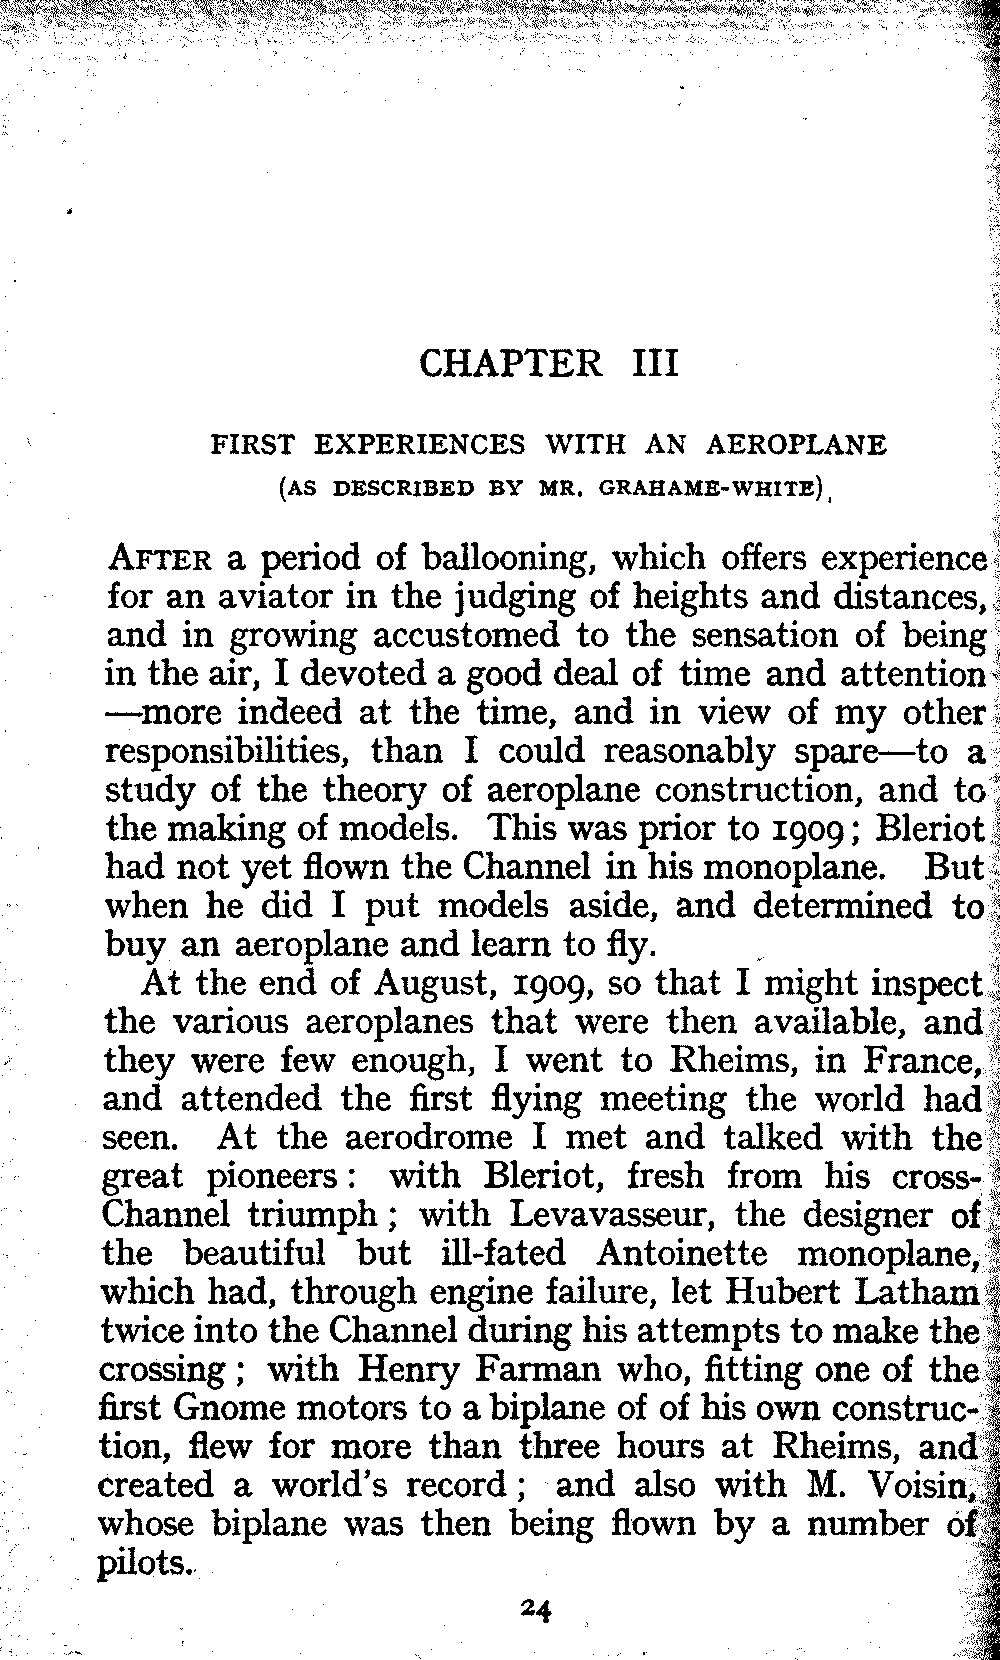 CHAPTER III
FIRST EXPERIENCES WITH AN AEROPLANE
(AS DESCRIBED BY MR. GRAHAME-WHITE)
AFTER a period of ballooning, which offers experience
for an aviator in the judging of heights and distances,
and in growing accustomed to the sensation of being
in the air, I devoted a good deal of time and attention
—more indeed at the time, and in view of my other
responsibilities, than I could reasonably spare—to a
study of the theory of aeroplane construction, and to
the making of models. This was prior to 1909; Bleriot
had not yet flown the Channel in his monoplane. But
when he did I put models aside, and determined to
buy an aeroplane and learn to fly.
At the end of August, 1909, so that I might inspect
the various aeroplanes that were then available, and
they were few enough, I went to Rheims, in France,
and attended the first flying meeting the world had
seen. At the aerodrome I met and talked with the
great pioneers: with Bleriot, fresh from his cross-
Channel triumph; with Levavasseur, the designer of
the beautiful but ill-fated Antoinette monoplane,
which had, through engine failure, let Hubert Latham
twice into the Channel during his attempts to make the
crossing; with Henry Farman who, fitting one of the
first Gnome motors to a biplane of of his own construc-
tion, flew for more than three hours at Rheims, and
created a world's record; and also with M. Voisin,
whose biplane was then being flown by a number of
pilots.
24